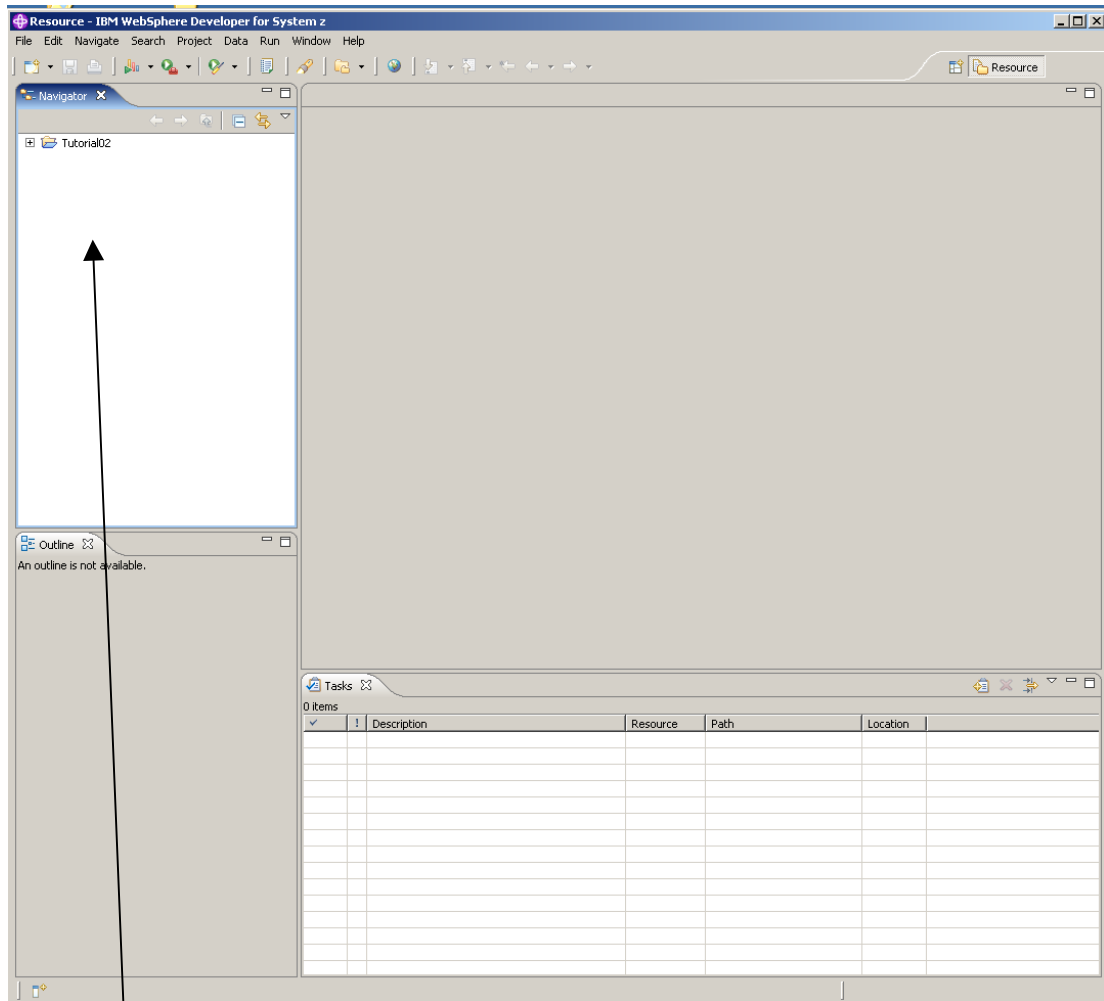 Resource - IBM WebSphere Developer for System z
File Edit Navigate Search Project Data Run Window Help
Resource
Navigator
Tutorial02
Outline
An outline is not available.
Tasks
0 items
! Description Resource Path Location